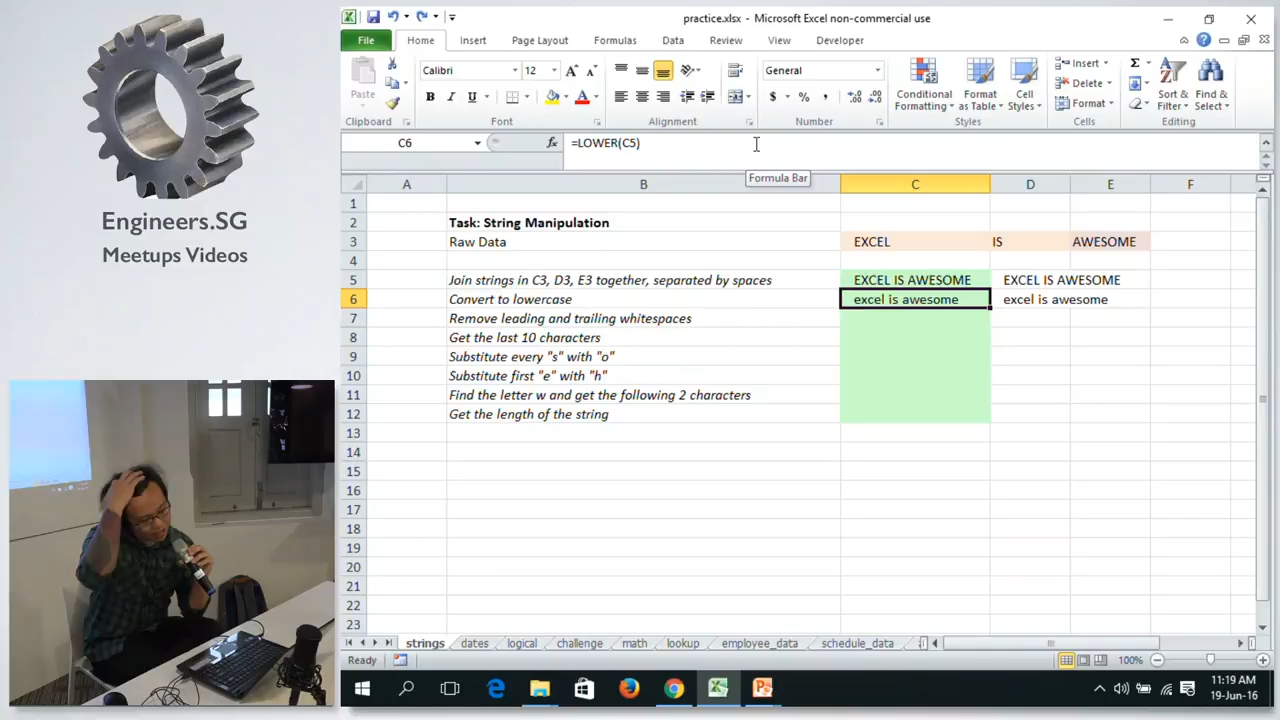 practice.xlsx - Microsoft Excel non-commercial use
File Home Insert Page Layout Formulas Data Review View Developer
Paste
Calibri 12
General
Conditional Formatting
Format as Table
Cell Styles
Insert
Delete
Format
Sort & Filter
Find & Select
Clipboard Font Alignment Number Styles Cells Editing
C6 fx =LOWER(C5)
Formula Bar
A B C D E F
1
2 Task: String Manipulation
3 Raw Data EXCEL IS AWESOME
4
5 Join strings in C3, D3, E3 together, separated by spaces EXCEL IS AWESOME EXCEL IS AWESOME
6 Convert to lowercase excel is awesome excel is awesome
7 Remove leading and trailing whitespaces
8 Get the last 10 characters
9 Substitute every "s" with "o"
10 Substitute first "e" with "h"
11 Find the letter w and get the following 2 characters
12 Get the length of the string
13
14
15
16
17
18
19
20
21
22
23
strings dates logical challenge math lookup employee_data schedule_data
Ready 100%
11:19 AM
19-Jun-16
Engineers.SG
Meetups Videos